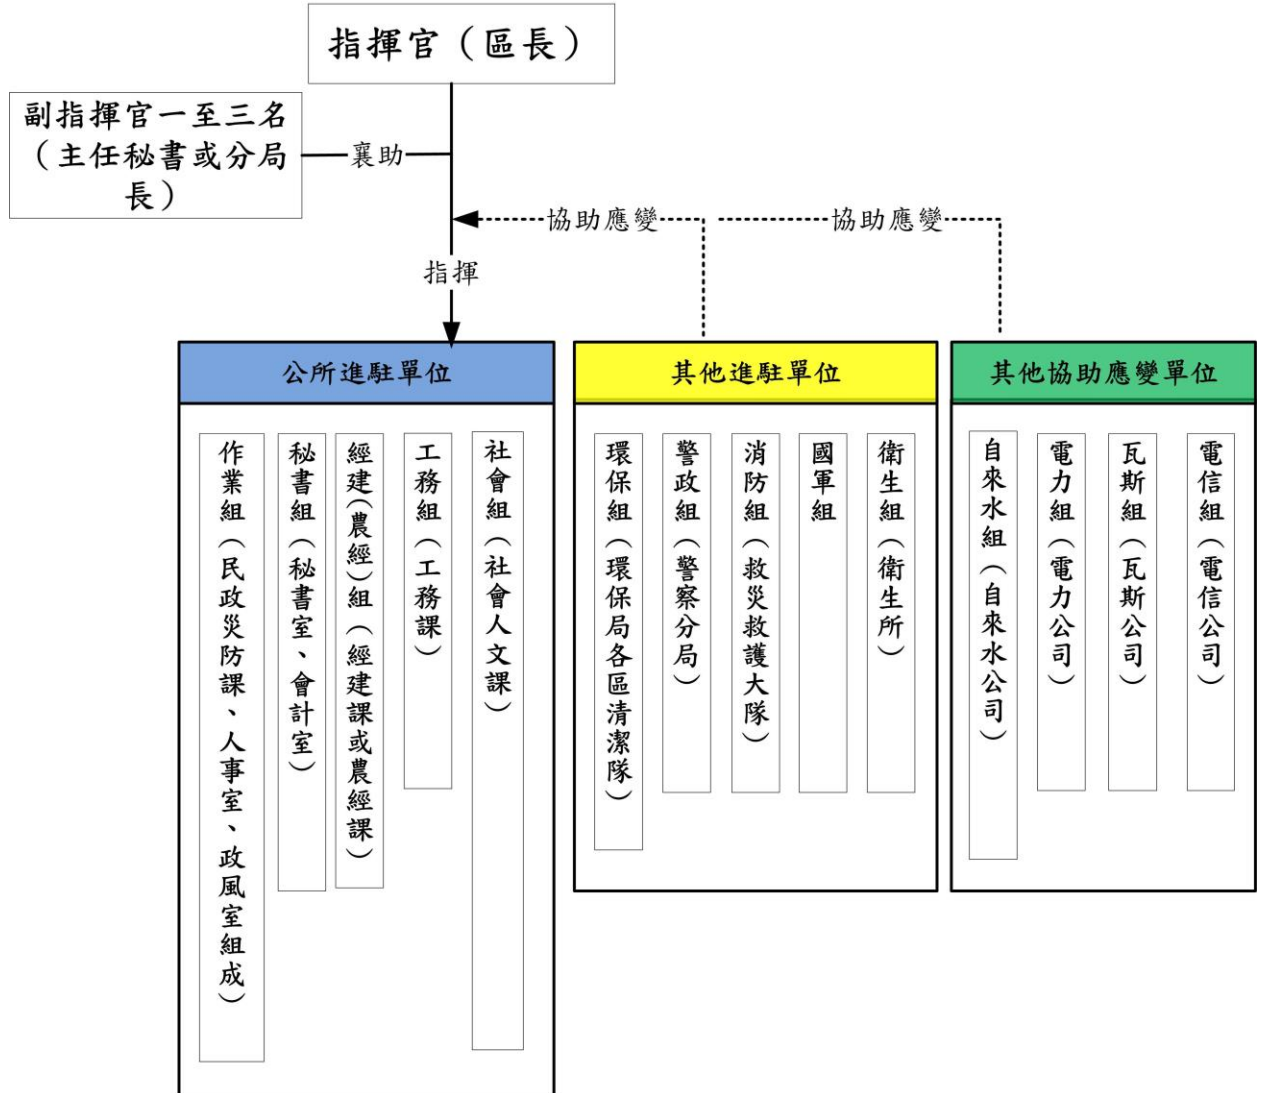 指揮官（區長）
副指揮官一至三名
（主任秘書或分局
長）
襄助
協助應變
協助應變
指揮
公所進駐單位
作業組（民政災防課、人事室、政風室組成）
秘書組（秘書室、會計室）
經建(農經)組（經建課或農經課）
工務組（工務課）
社會組（社會人文課）
其他進駐單位
環保組（環保局各區清潔隊）
警政組（警察分局）
消防組（救災救護大隊）
國軍組
衛生組（衛生所）
其他協助應變單位
自來水組（自來水公司）
電力組（電力公司）
瓦斯組（瓦斯公司）
電信組（電信公司）